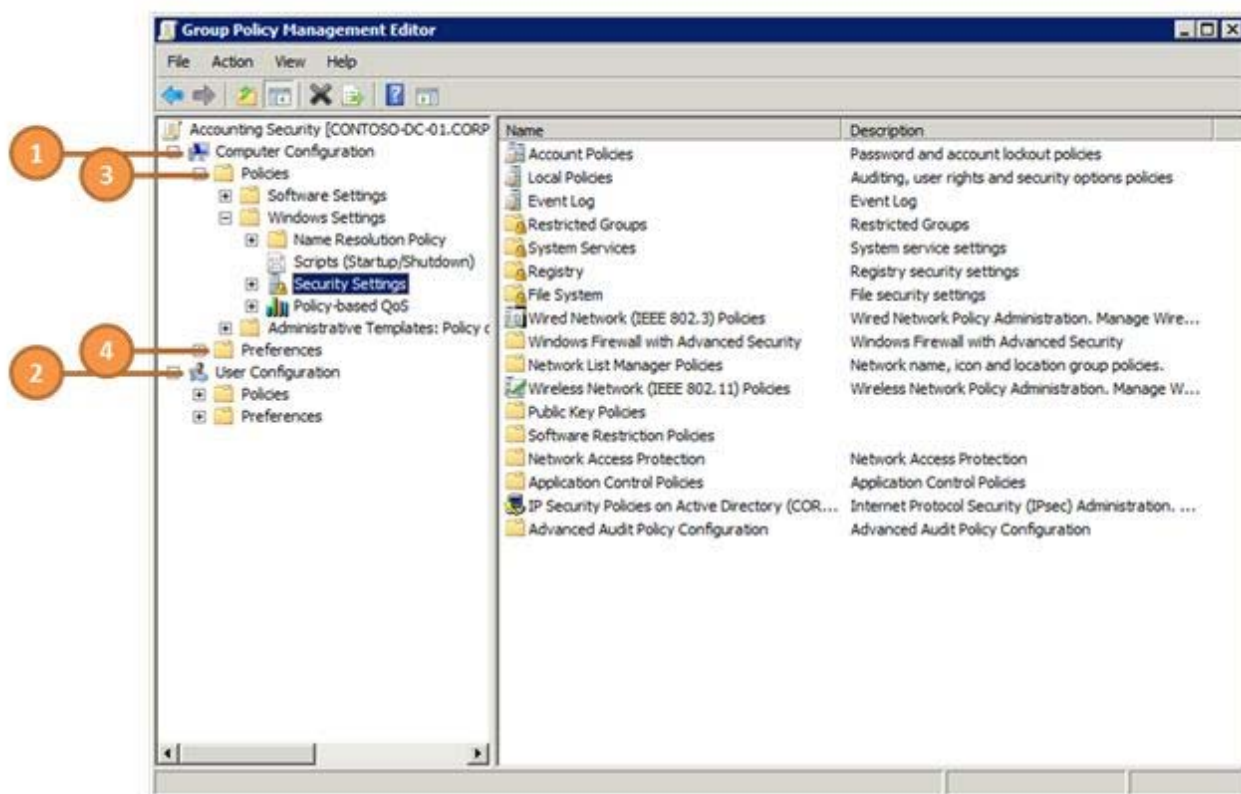 Group Policy Management Editor
File Action View Help
Accounting Security [CONTOSO-DC-01.CORP
1 Computer Configuration
3 Policies
Software Settings
Windows Settings
Name Resolution Policy
Scripts (Startup/Shutdown)
Security Settings
Policy-based QoS
Administrative Templates: Policy d
4 Preferences
2 User Configuration
Policies
Preferences
Name Description
Account Policies Password and account lockout policies
Local Policies Auditing, user rights and security options policies
Event Log Event Log
Restricted Groups Restricted Groups
System Services System service settings
Registry Registry security settings
File System File security settings
Wired Network (IEEE 802.3) Policies Wired Network Policy Administration. Manage Wire...
Windows Firewall with Advanced Security Windows Firewall with Advanced Security
Network List Manager Policies Network name, icon and location group policies.
Wireless Network (IEEE 802.11) Policies Wireless Network Policy Administration. Manage W...
Public Key Policies
Software Restriction Policies
Network Access Protection Network Access Protection
Application Control Policies Application Control Policies
IP Security Policies on Active Directory (COR... Internet Protocol Security (IPsec) Administration. ...
Advanced Audit Policy Configuration Advanced Audit Policy Configuration